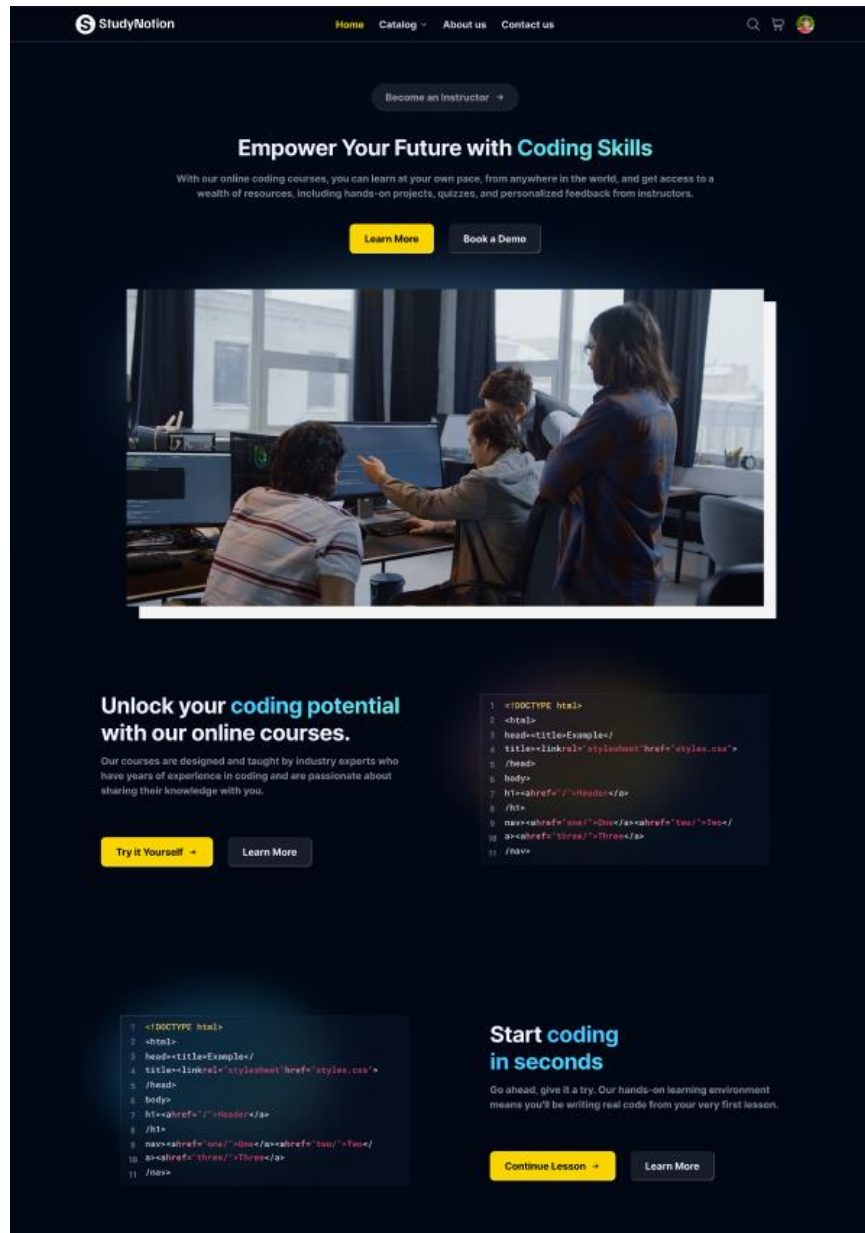 StudyNotion
Home Catalog About us Contact us
Become an Instructor →
Empower Your Future with Coding Skills
With our online coding courses, you can learn at your own pace, from anywhere in the world, and get access to a
wealth of resources, including hands-on projects, quizzes, and personalized feedback from instructors.
Learn More Book a Demo
Unlock your coding potential
with our online courses.
Our courses are designed and taught by industry experts who
have years of experience in coding and are passionate about
sharing their knowledge with you.
Try it Yourself → Learn More
1 <!DOCTYPE html>
2 <html>
3 head><title>Example</
4 title><linkrel="stylesheet"href="styles.css">
5 /head>
6 body>
7 h1><ahref="/">Header</a>
8 /h1>
9 nav><ahref="one/">One</a><ahref="two/">Two</
10 a><ahref="three/">Three</a>
11 /nav>
1 <!DOCTYPE html>
2 <html>
3 head><title>Example</
4 title><linkrel="stylesheet"href="styles.css">
5 /head>
6 body>
7 h1><ahref="/">Header</a>
8 /h1>
9 nav><ahref="one/">One</a><ahref="two/">Two</
10 a><ahref="three/">Three</a>
11 /nav>
Start coding
in seconds
Go ahead, give it a try. Our hands-on learning environment
means you'll be writing real code from your very first lesson.
Continue Lesson → Learn More